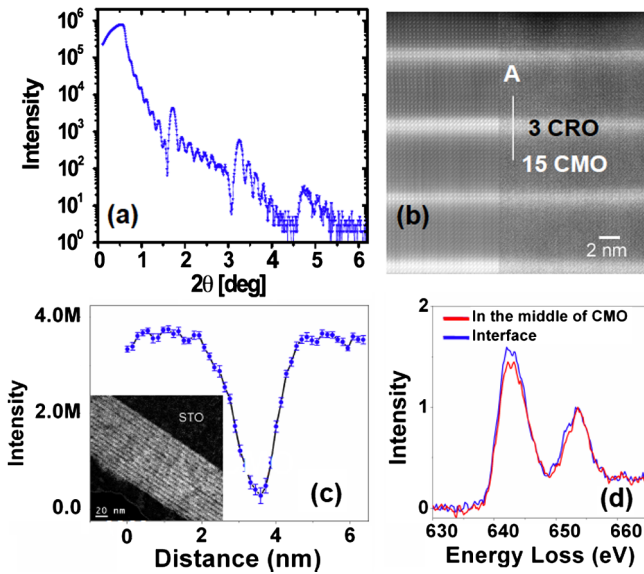 10⁶
10⁵
10⁴
10³
10²
10¹
10⁰
Intensity
(a)
0 1 2 3 4 5 6
2θ [deg]
A
3 CRO
15 CMO
(b)
2 nm
4.0M
2.0M
0.0
Intensity
STO
20 nm
(c)
0 2 4 6
Distance (nm)
2
1
0
Intensity
In the middle of CMO
Interface
(d)
630 640 650 660
Energy Loss (eV)